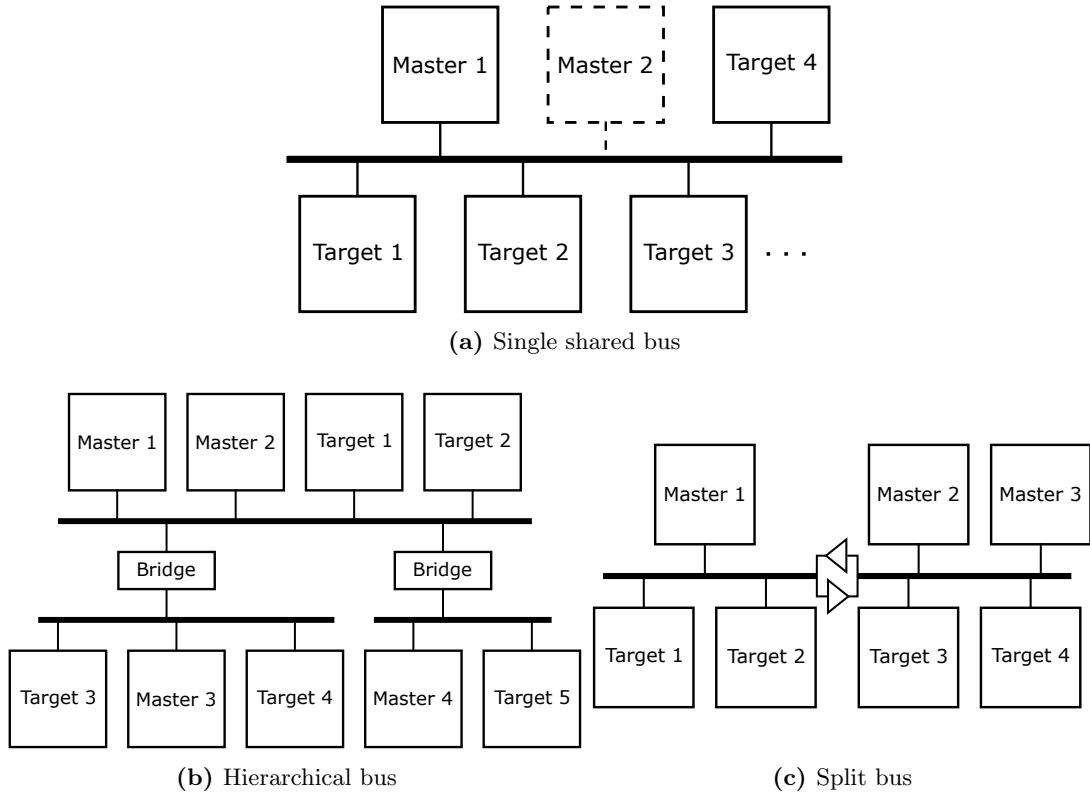 Master 1
Master 2
Target 4
Target 1
Target 2
Target 3
. . .
(a) Single shared bus
Master 1
Master 2
Target 1
Target 2
Bridge
Bridge
Target 3
Master 3
Target 4
Master 4
Target 5
(b) Hierarchical bus
Master 1
Master 2
Master 3
Target 1
Target 2
Target 3
Target 4
(c) Split bus